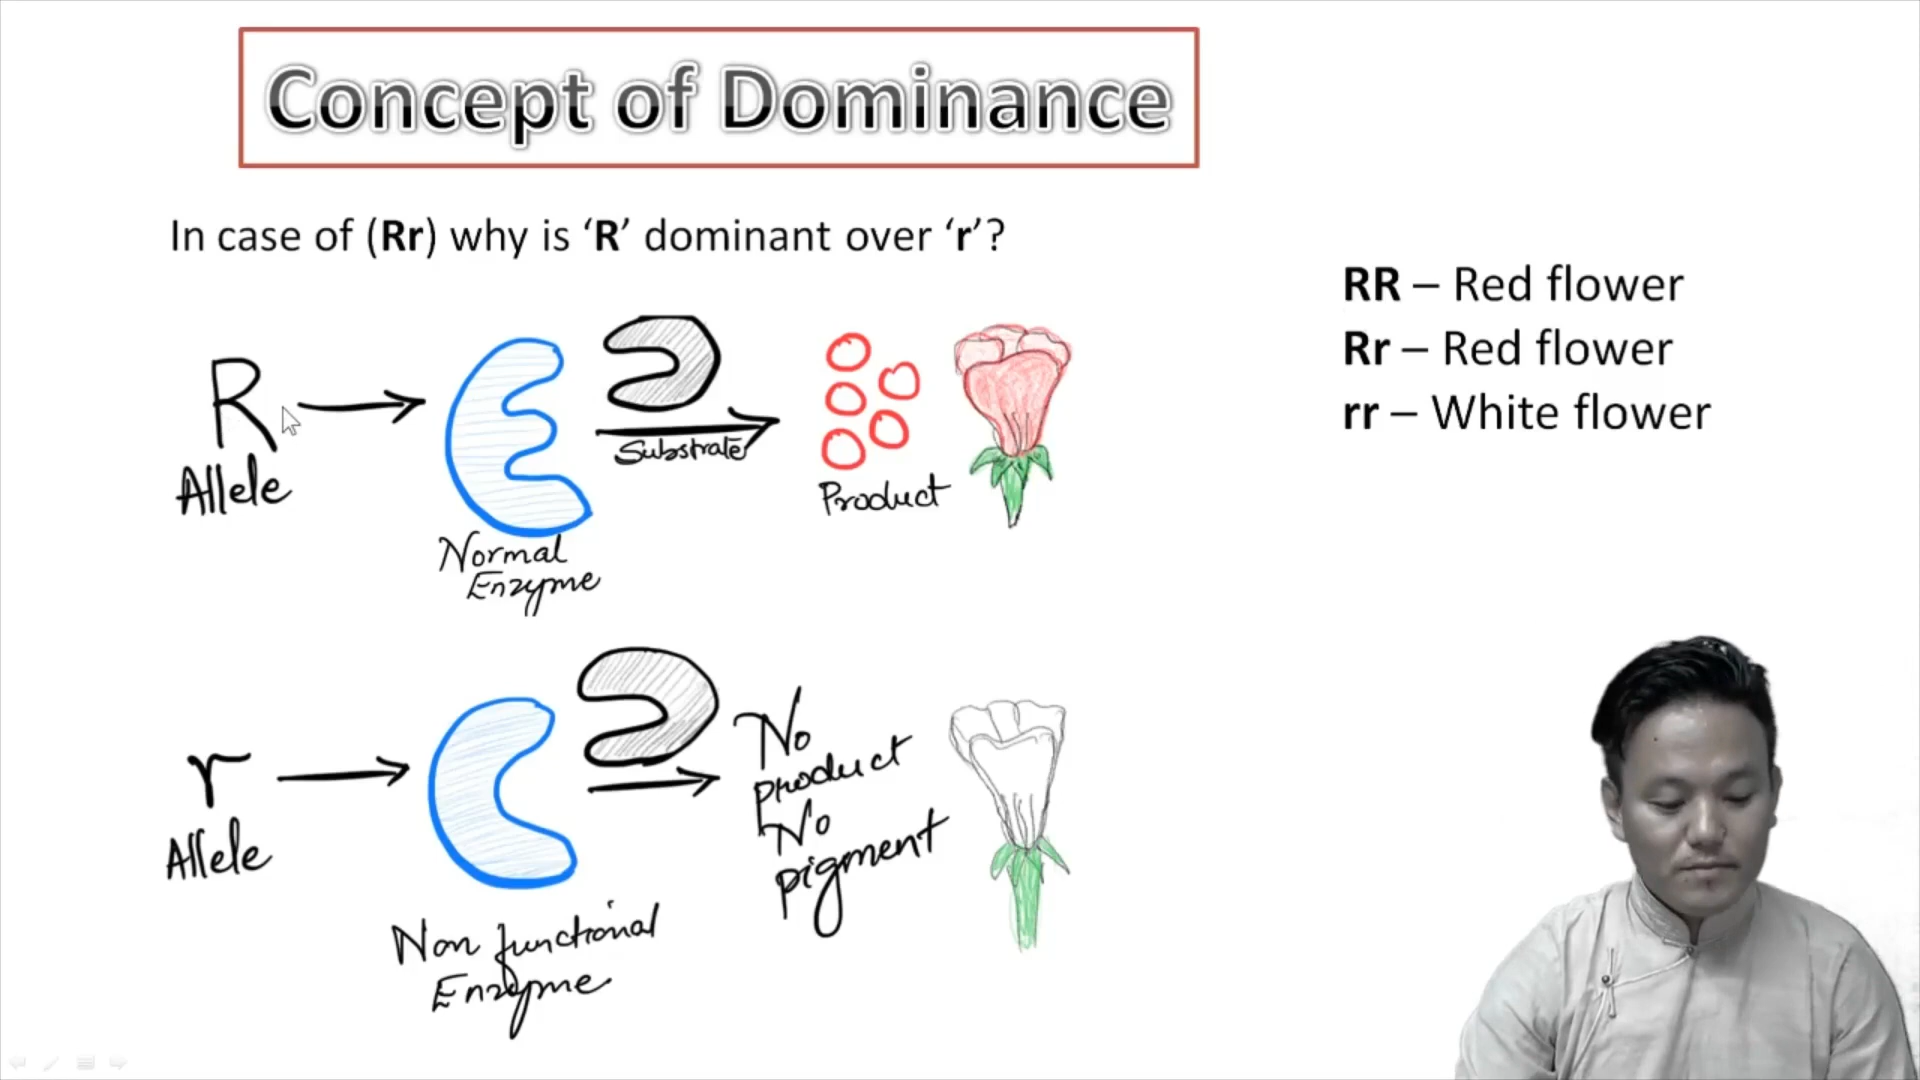 Concept of Dominance
In case of (Rr) why is ‘R’ dominant over ‘r’?
RR – Red flower
Rr – Red flower
rr – White flower
R
Allele
Normal
Enzyme
Substrate
Product
r
Allele
Non functional
Enzyme
No
product
No
pigment